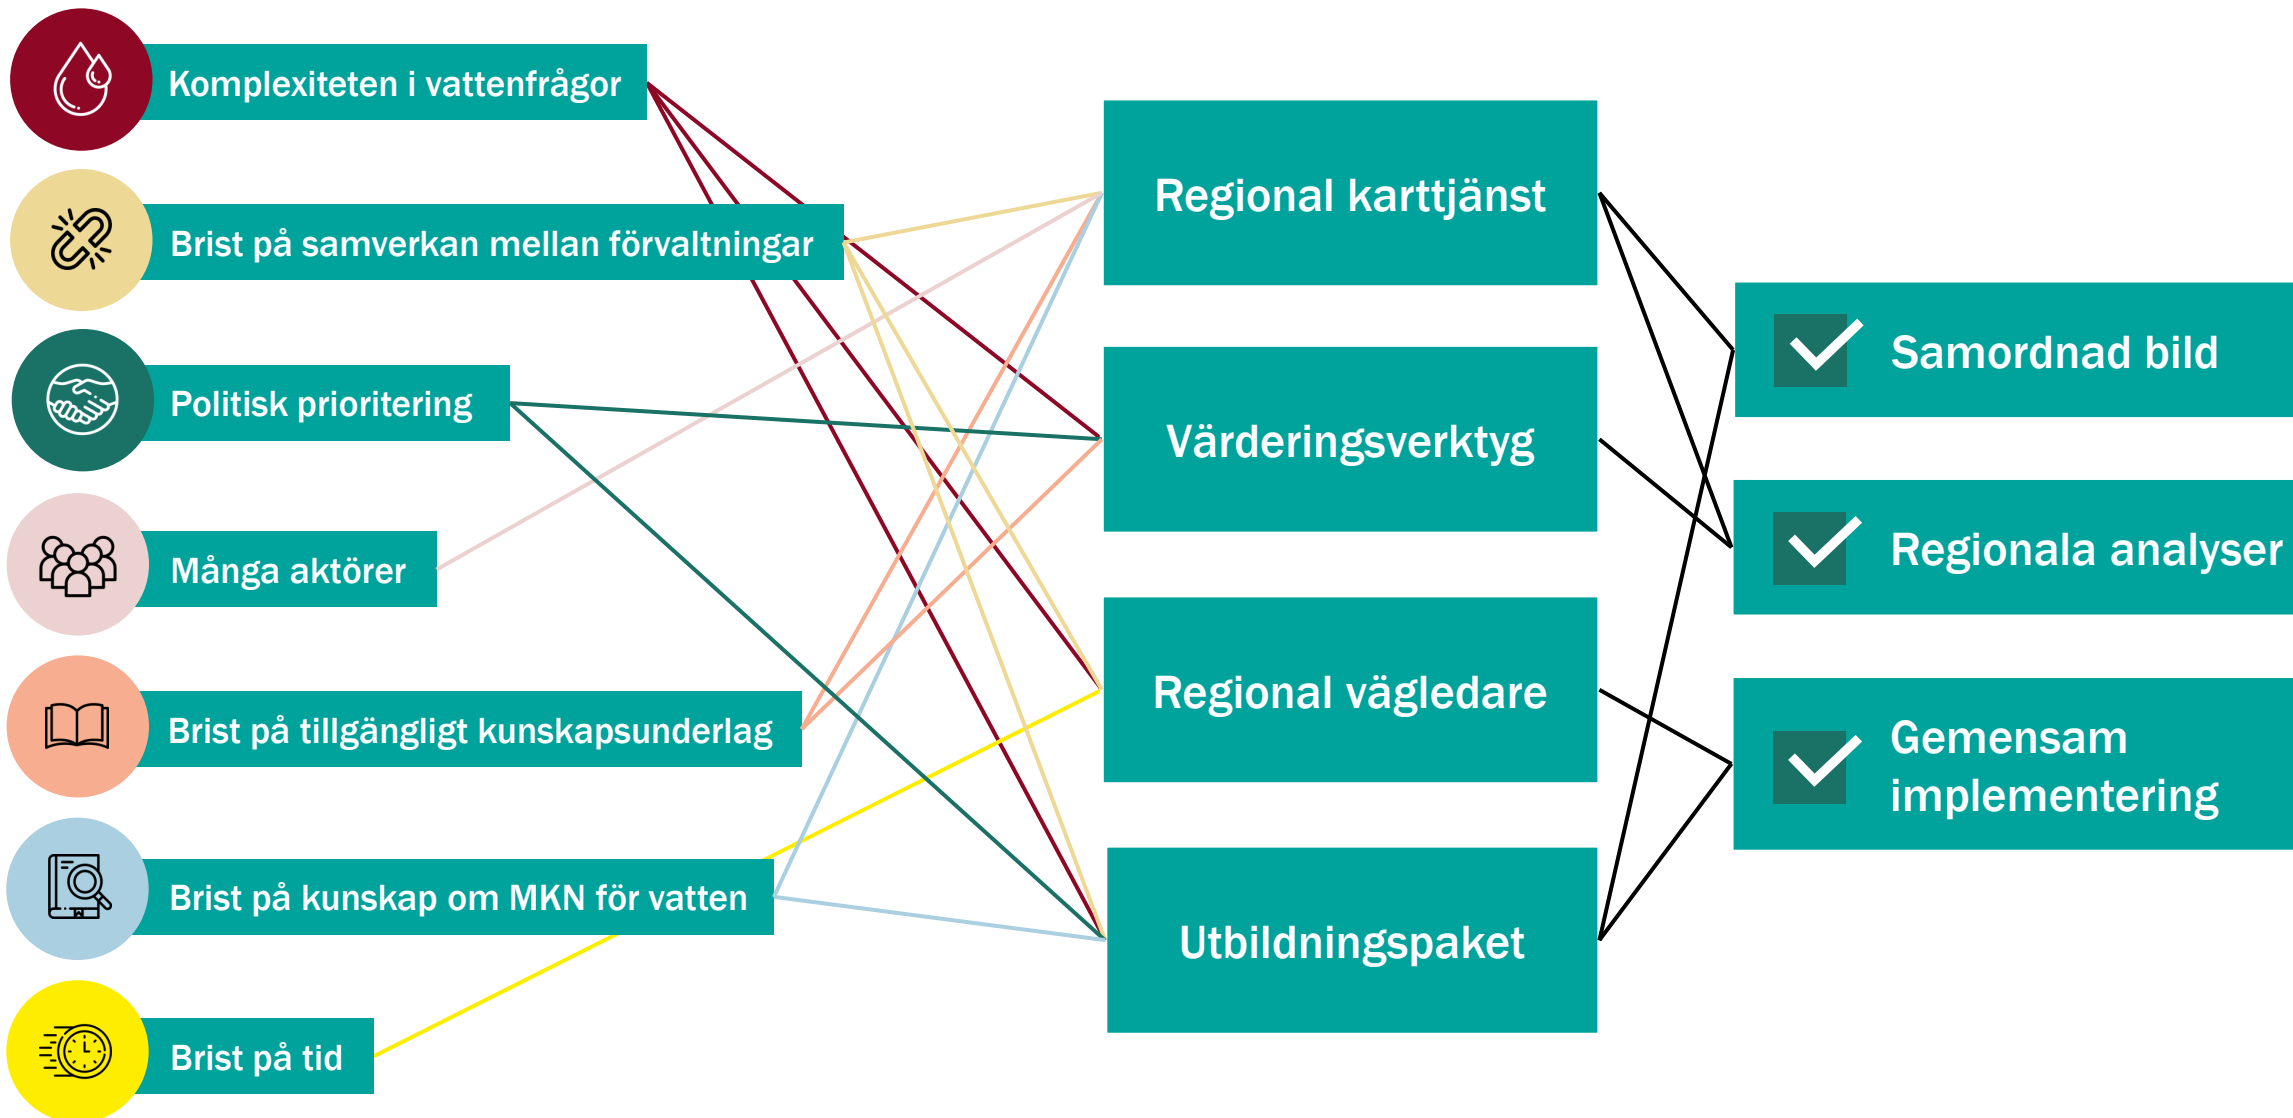 Komplexiteten i vattenfrågor
Brist på samverkan mellan förvaltningar
Politisk prioritering
Många aktörer
Brist på tillgängligt kunskapsunderlag
Brist på kunskap om MKN för vatten
Brist på tid
Regional karttjänst
Värderingsverktyg
Regional vägledare
Utbildningspaket
Samordnad bild
Regionala analyser
Gemensam
implementering